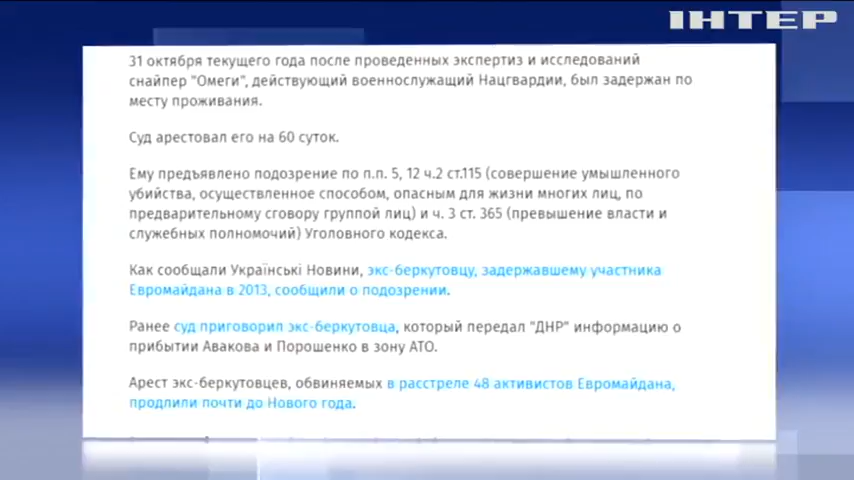 ІНТЕР
31 октября текущего года после проведенных экспертиз и исследований
снайпер "Омеги", действующий военнослужащий Нацгвардии, был задержан по
месту проживания.
Суд арестовал его на 60 суток.
Ему предъявлено подозрение по п.п. 5, 12 ч.2 ст.115 (совершение умышленного
убийства, осуществленное способом, опасным для жизни многих лиц, по
предварительному сговору группой лиц) и ч. 3 ст. 365 (превышение власти и
служебных полномочий) Уголовного кодекса.
Как сообщали Українські Новини, экс-беркутовцу, задержавшему участника
Евромайдана в 2013, сообщили о подозрении.
Ранее суд приговорил экс-беркутовца, который передал "ДНР" информацию о
прибытии Авакова и Порошенко в зону АТО.
Арест экс-беркутовцев, обвиняемых в расстреле 48 активистов Евромайдана,
продлили почти до Нового года.